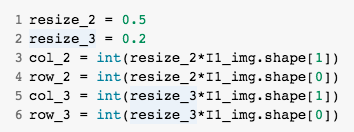 1 resize_2 = 0.5
2 resize_3 = 0.2
3 col_2 = int(resize_2*I1_img.shape[1])
4 row_2 = int(resize_2*I1_img.shape[0])
5 col_3 = int(resize_3*I1_img.shape[1])
6 row_3 = int(resize_3*I1_img.shape[0])